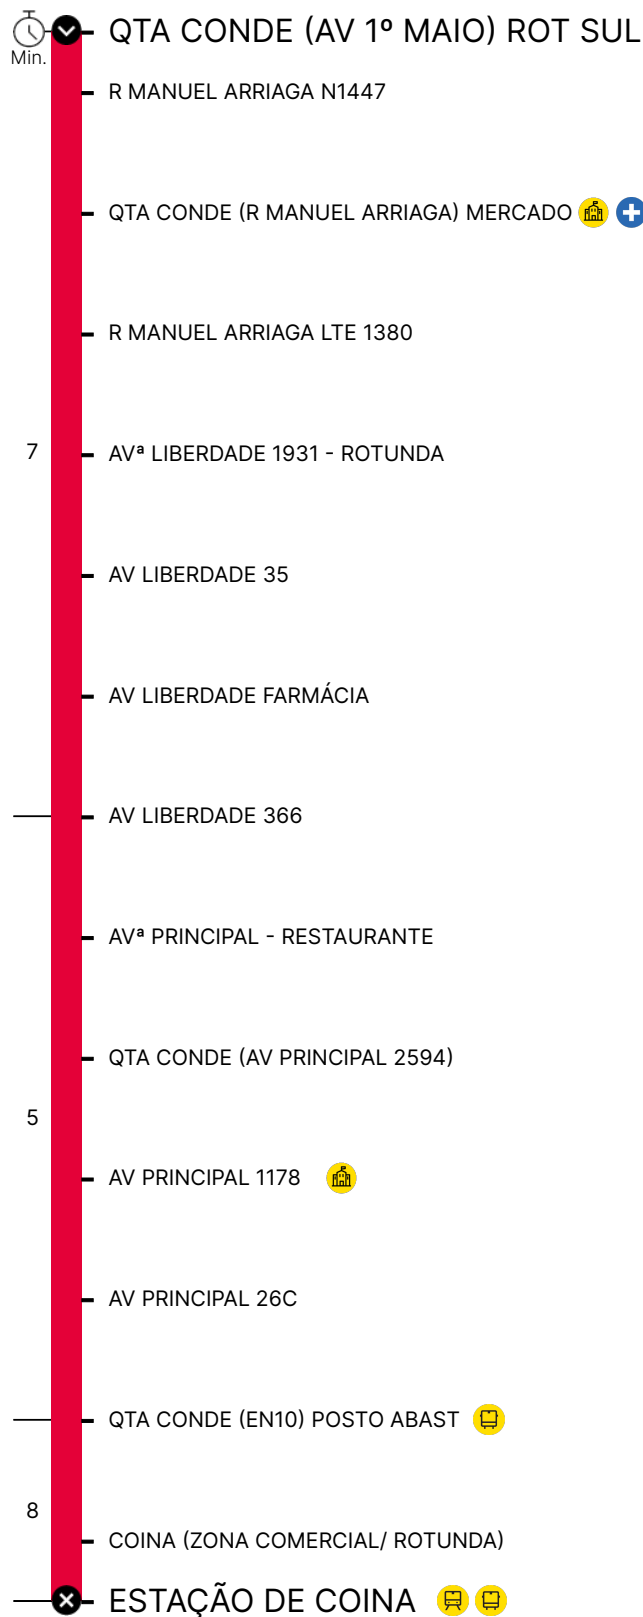 QTA CONDE (AV 1º MAIO) ROT SUL
Min.
R MANUEL ARRIAGA N1447
QTA CONDE (R MANUEL ARRIAGA) MERCADO
R MANUEL ARRIAGA LTE 1380
7
AVª LIBERDADE 1931 - ROTUNDA
AV LIBERDADE 35
AV LIBERDADE FARMÁCIA
AV LIBERDADE 366
AVª PRINCIPAL - RESTAURANTE
QTA CONDE (AV PRINCIPAL 2594)
5
AV PRINCIPAL 1178
AV PRINCIPAL 26C
QTA CONDE (EN10) POSTO ABAST
8
COINA (ZONA COMERCIAL/ ROTUNDA)
ESTAÇÃO DE COINA